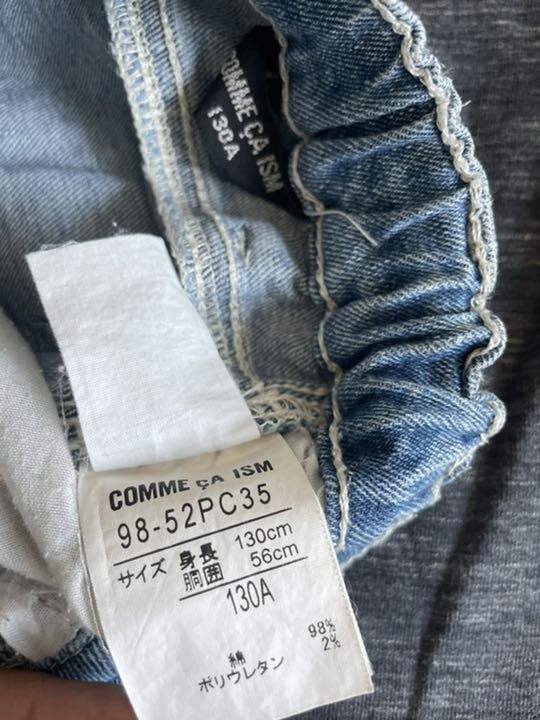 COMME ÇA ISM
130A
COMME ÇA ISM
98-52PC35
サイズ 身長 130cm
胴囲 56cm
130A
綿 98%
ポリウレタン 2%